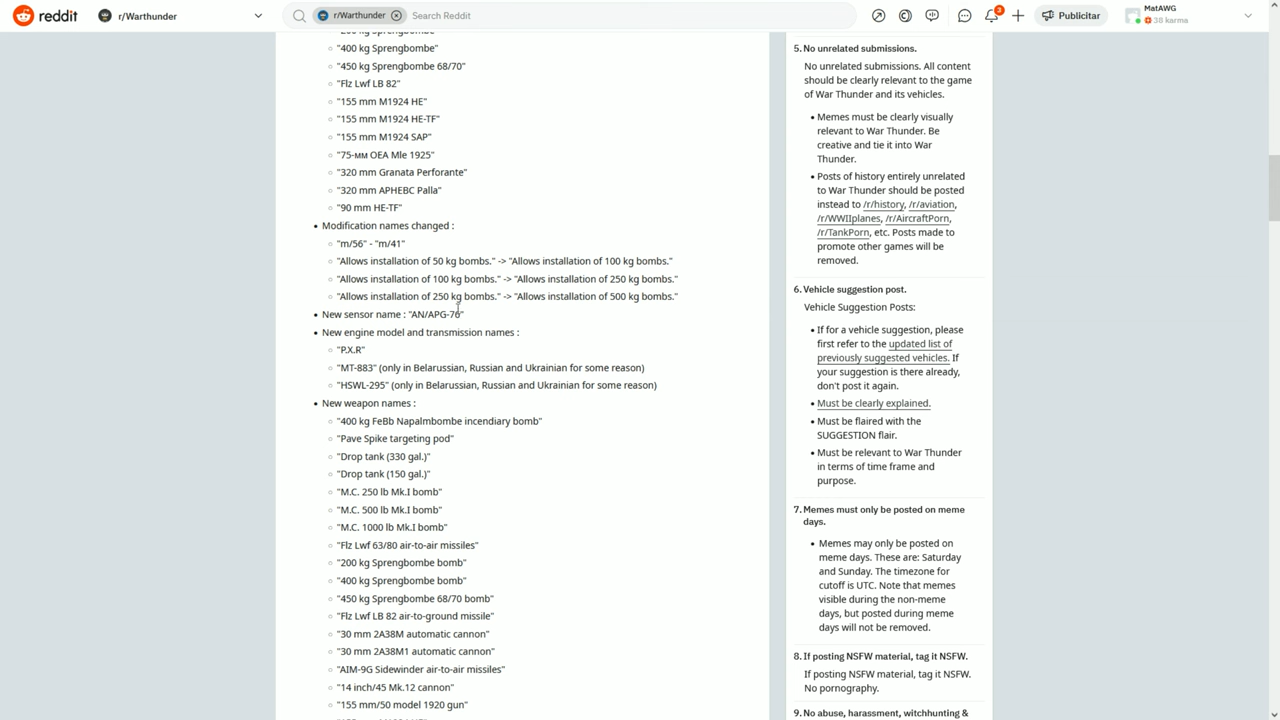 reddit
r/Warthunder
r/Warthunder
Search Reddit
3
Publicitar
MatAWG
38 karma
"400 kg Sprengbombe"
"450 kg Sprengbombe 68/70"
"Flz Lwf LB 82"
"155 mm M1924 HE"
"155 mm M1924 HE-TF"
"155 mm M1924 SAP"
"75-мм OEA Mle 1925"
"320 mm Granata Perforante"
"320 mm APHEBC Palla"
"90 mm HE-TF"
Modification names changed :
"m/56" - "m/41"
"Allows installation of 50 kg bombs." -> "Allows installation of 100 kg bombs."
"Allows installation of 100 kg bombs." -> "Allows installation of 250 kg bombs."
"Allows installation of 250 kg bombs." -> "Allows installation of 500 kg bombs."
New sensor name : "AN/APG-76"
New engine model and transmission names :
"P.X.R"
"MT-883" (only in Belarussian, Russian and Ukrainian for some reason)
"HSWL-295" (only in Belarussian, Russian and Ukrainian for some reason)
New weapon names :
"400 kg FeBb Napalmbombe incendiary bomb"
"Pave Spike targeting pod"
"Drop tank (330 gal.)"
"Drop tank (150 gal.)"
"M.C. 250 lb Mk.I bomb"
"M.C. 500 lb Mk.I bomb"
"M.C. 1000 lb Mk.I bomb"
"Flz Lwf 63/80 air-to-air missiles"
"200 kg Sprengbombe bomb"
"400 kg Sprengbombe bomb"
"450 kg Sprengbombe 68/70 bomb"
"Flz Lwf LB 82 air-to-ground missile"
"30 mm 2A38M automatic cannon"
"30 mm 2A38M1 automatic cannon"
"AIM-9G Sidewinder air-to-air missiles"
"14 inch/45 Mk.12 cannon"
"155 mm/50 model 1920 gun"
5. No unrelated submissions.
No unrelated submissions. All content
should be clearly relevant to the game
of War Thunder and its vehicles.
Memes must be clearly visually
relevant to War Thunder. Be
creative and tie it into War
Thunder.
Posts of history entirely unrelated
to War Thunder should be posted
instead to /r/history, /r/aviation,
/r/WWIIplanes, /r/AircraftPorn,
/r/TankPorn, etc. Posts made to
promote other games will be
removed.
6. Vehicle suggestion post.
Vehicle Suggestion Posts:
If for a vehicle suggestion, please
first refer to the updated list of
previously suggested vehicles. If
your suggestion is there already,
don't post it again.
Must be clearly explained.
Must be flaired with the
SUGGESTION flair.
Must be relevant to War Thunder
in terms of time frame and
purpose.
7. Memes must only be posted on meme
days.
Memes may only be posted on
meme days. These are: Saturday
and Sunday. The timezone for
cutoff is UTC. Note that memes
visible during the non-meme
days, but posted during meme
days will not be removed.
8. If posting NSFW material, tag it NSFW.
If posting NSFW material, tag it NSFW.
No pornography.
9. No abuse, harassment, witchhunting &